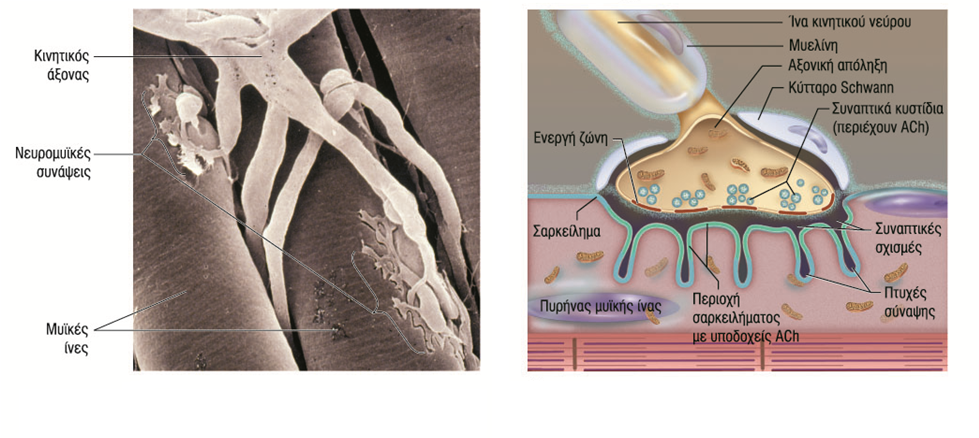 Κινητικός
άξονας
Νευρομυϊκές
συνάψεις
Μυϊκές
ίνες
Ίνα κινητικού νεύρου
Μυελίνη
Αξονική απόληξη
Κύτταρο Schwann
Συναπτικά κυστίδια
(περιέχουν ACh)
Ενεργή ζώνη
Σαρκείλημα
Συναπτικές
σχισμές
Πυρήνας μυϊκής ίνας
Περιοχή
σαρκειλήματος
με υποδοχείς ACh
Πτυχές
σύναψης